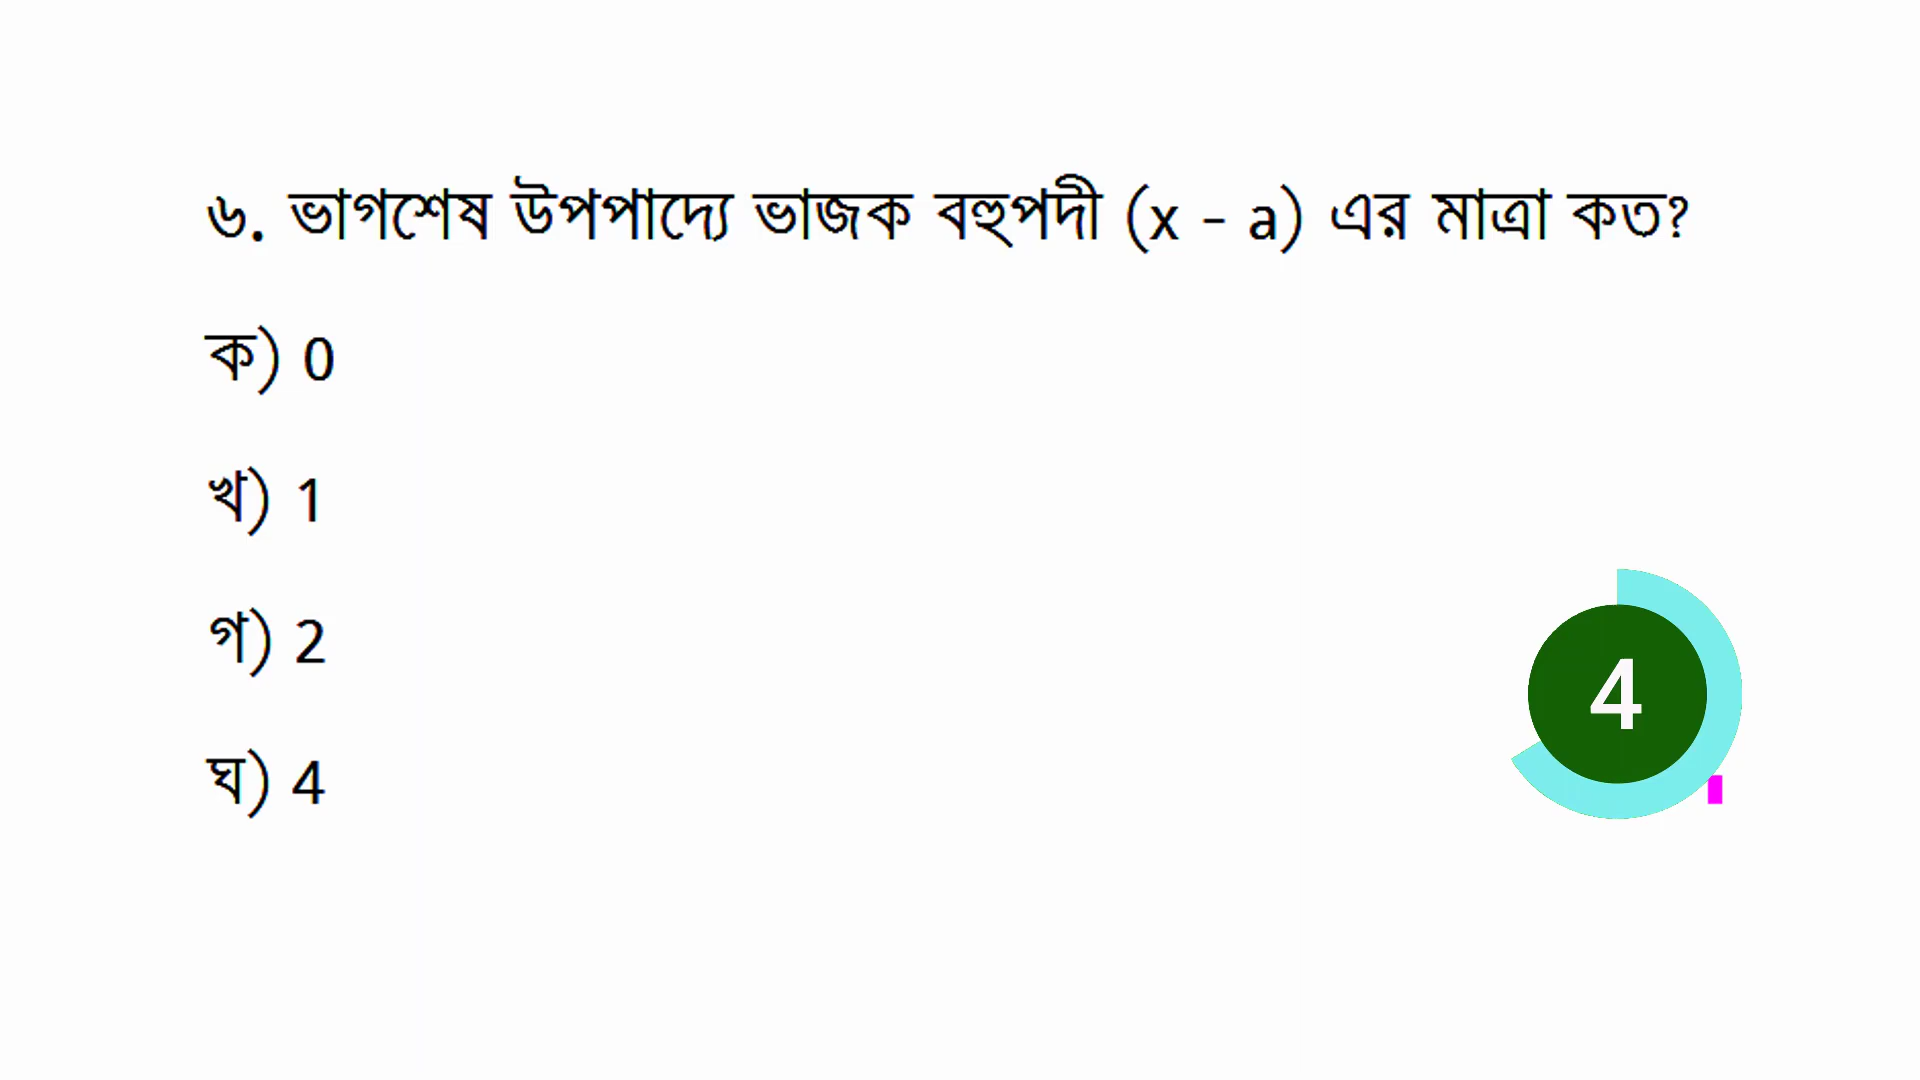 ৬. ভাগশেষ উপপাদ্যে ভাজক বহুপদী (x - a) এর মাত্রা কত?
ক) 0
খ) 1
গ) 2
ঘ) 4
4